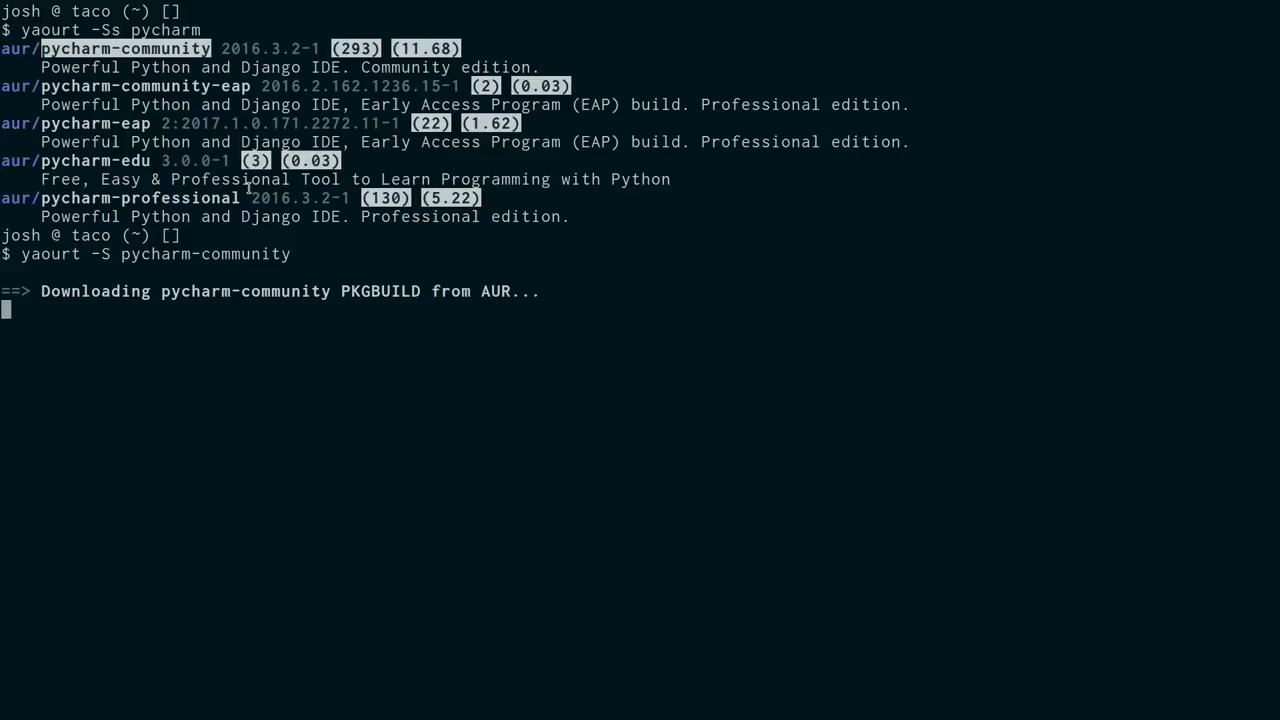 josh @ taco (~) []
$ yaourt -Ss pycharm
aur/pycharm-community 2016.3.2-1 (293) (11.68)
    Powerful Python and Django IDE. Community edition.
aur/pycharm-community-eap 2016.2.162.1236.15-1 (2) (0.03)
    Powerful Python and Django IDE, Early Access Program (EAP) build. Professional edition.
aur/pycharm-eap 2:2017.1.0.171.2272.11-1 (22) (1.62)
    Powerful Python and Django IDE, Early Access Program (EAP) build. Professional edition.
aur/pycharm-edu 3.0.0-1 (3) (0.03)
    Free, Easy & Professional Tool to Learn Programming with Python
aur/pycharm-professional 2016.3.2-1 (130) (5.22)
    Powerful Python and Django IDE. Professional edition.
josh @ taco (~) []
$ yaourt -S pycharm-community
==> Downloading pycharm-community PKGBUILD from AUR...